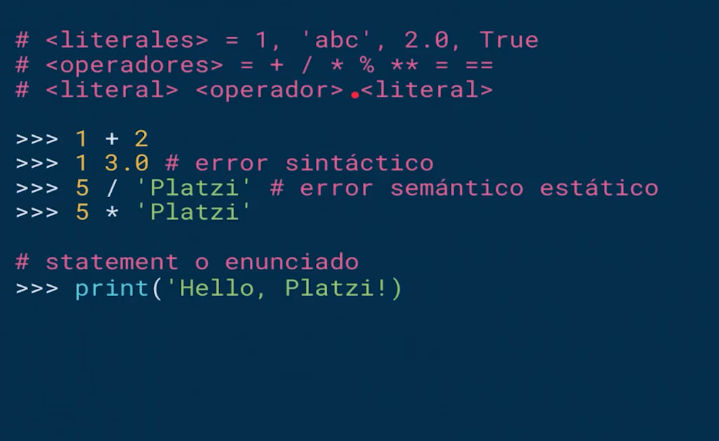 # <literales> = 1, 'abc', 2.0, True
# <operadores> = + / * % ** = ==
# <literal> <operador> <literal>
>>> 1 + 2
>>> 1 3.0 # error sintáctico
>>> 5 / 'Platzi' # error semántico estático
>>> 5 * 'Platzi'
# statement o enunciado
>>> print('Hello, Platzi!)